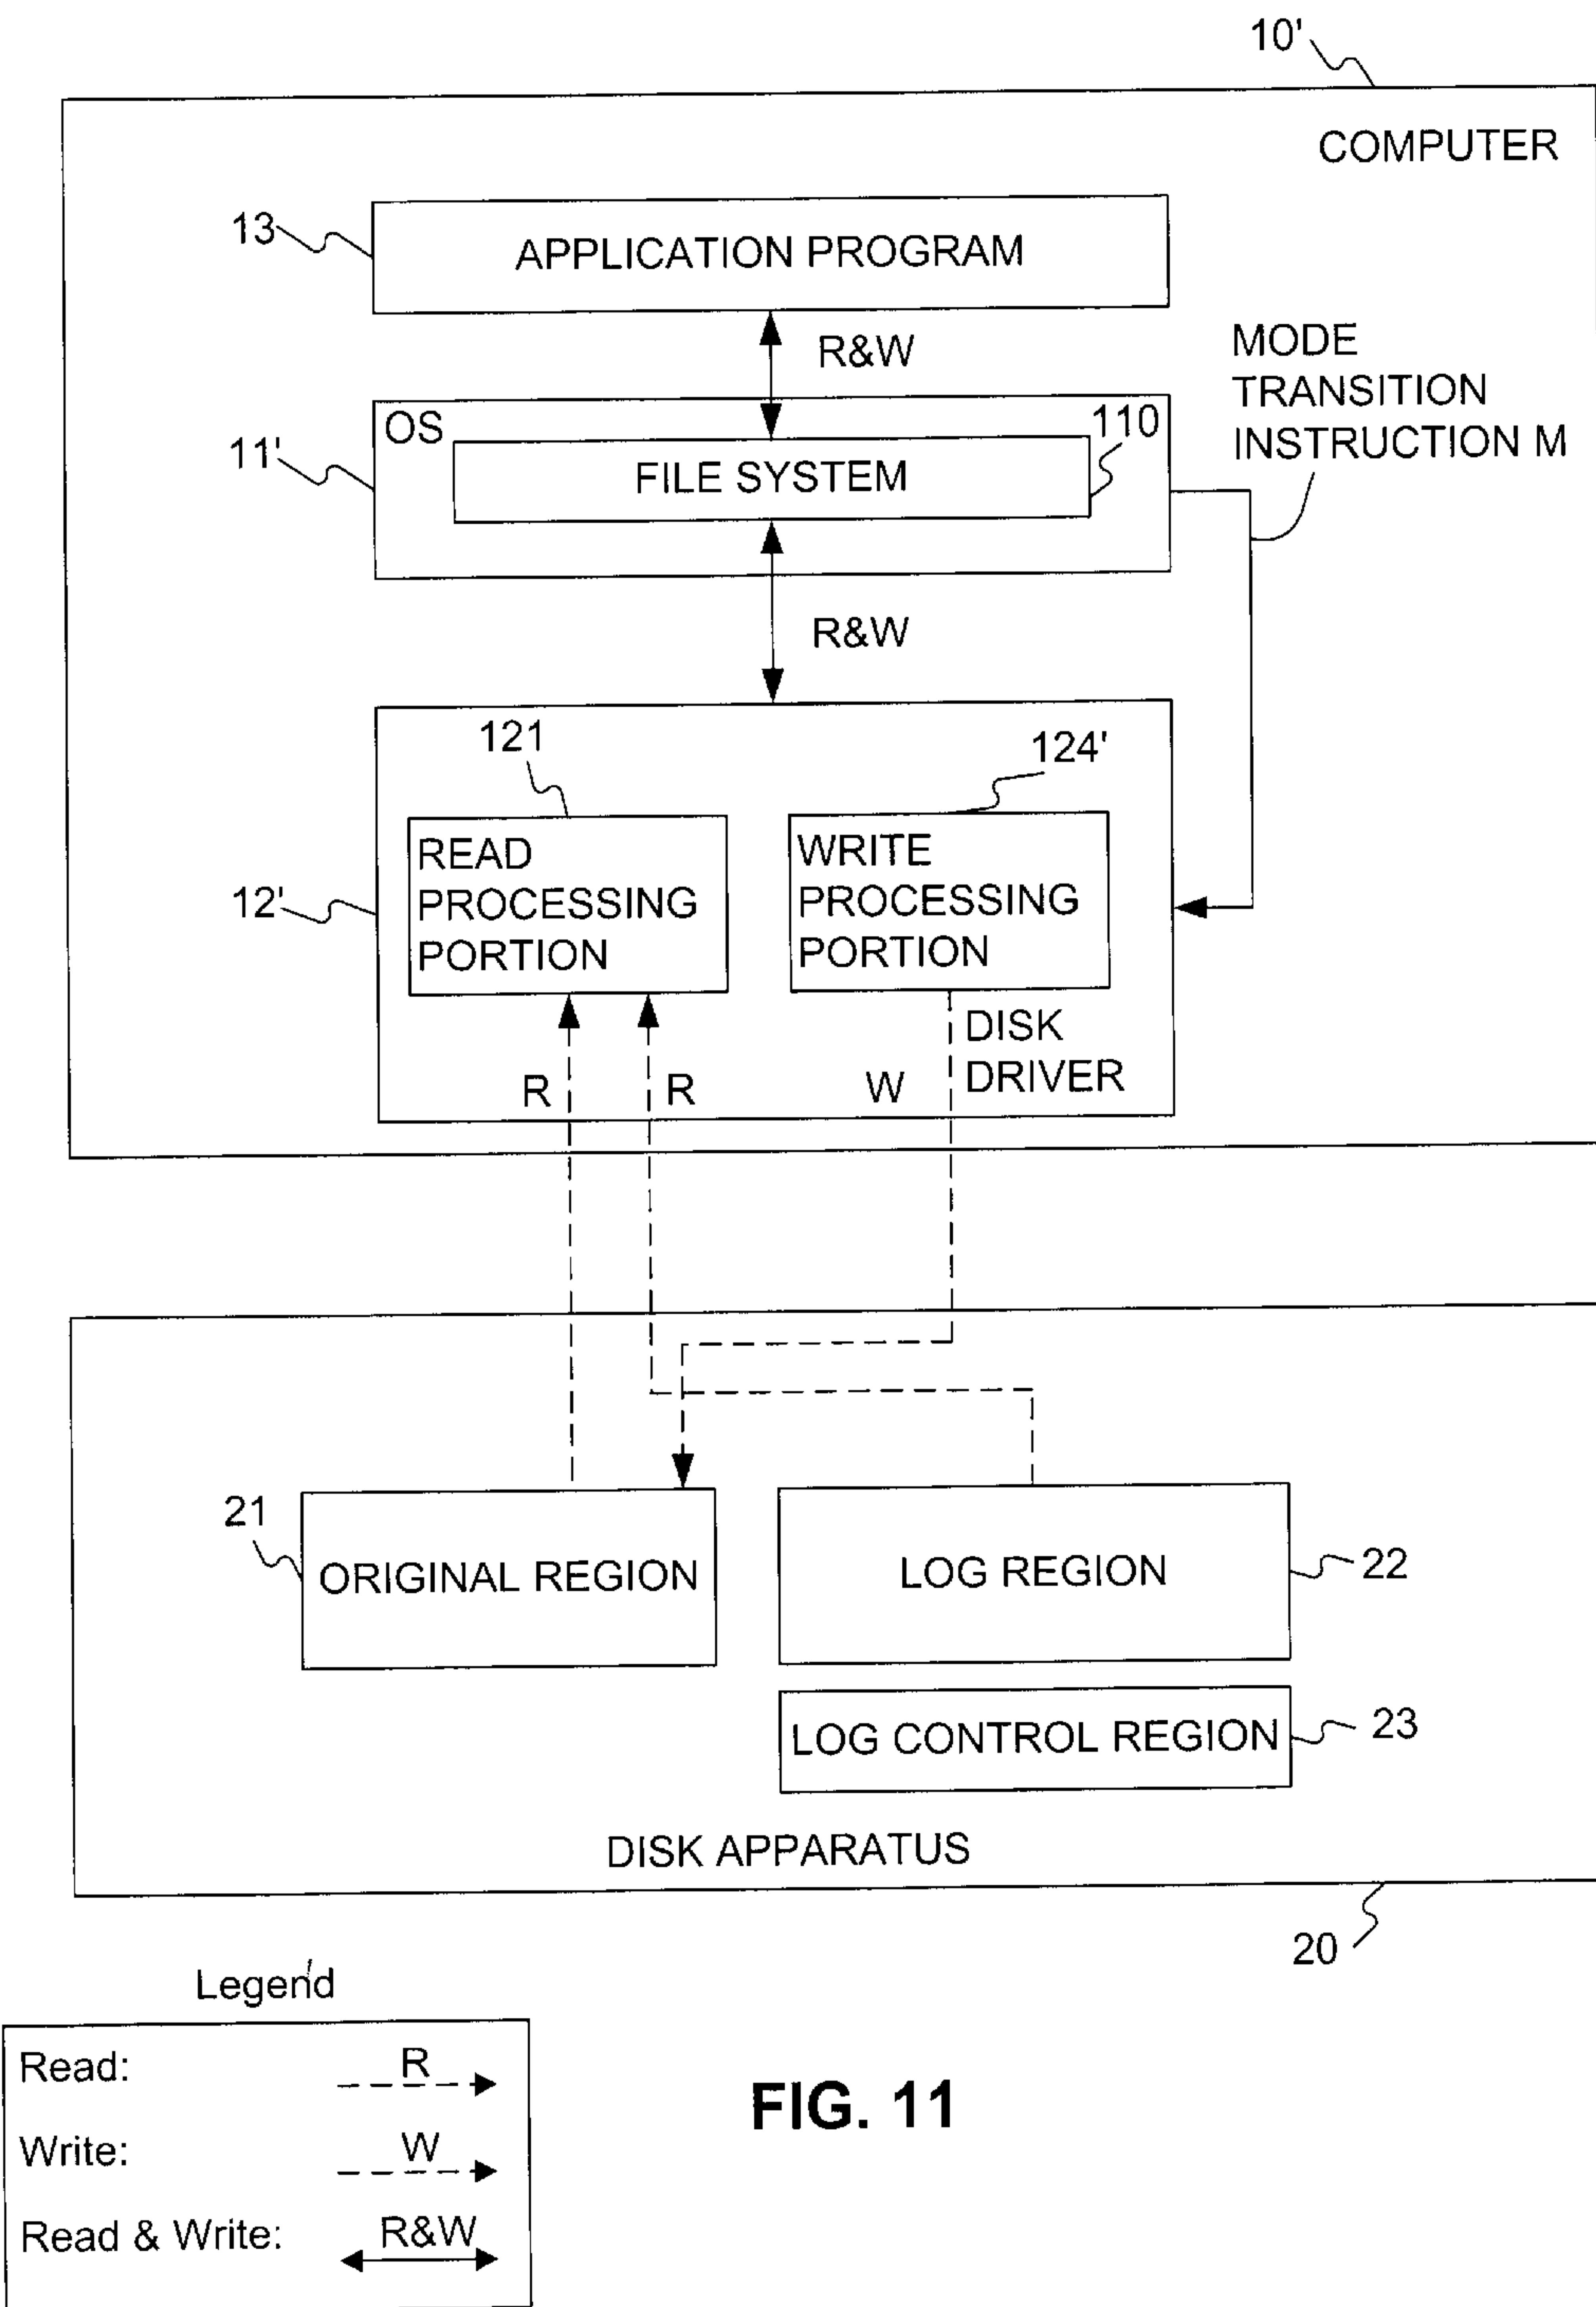 10'
COMPUTER
13
APPLICATION PROGRAM
R&W
MODE
TRANSITION
INSTRUCTION M
OS
110
11'
FILE SYSTEM
R&W
121
124'
READ
PROCESSING
PORTION
WRITE
PROCESSING
PORTION
12'
DISK
DRIVER
R
R
W
21
ORIGINAL REGION
LOG REGION
22
LOG CONTROL REGION
23
DISK APPARATUS
20
Legend
Read:
R
Write:
W
Read & Write:
R&W
FIG. 11